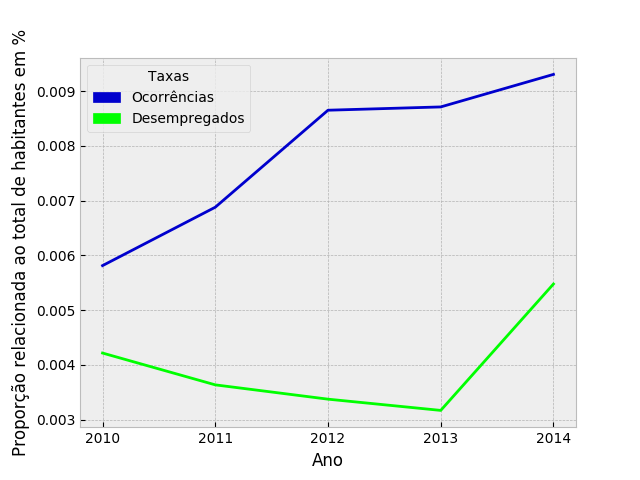 Proporção relacionada ao total de habitantes em %
Taxas
Ocorrências
Desempregados
0.009
0.008
0.007
0.006
0.005
0.004
0.003
2010 2011 2012 2013 2014
Ano